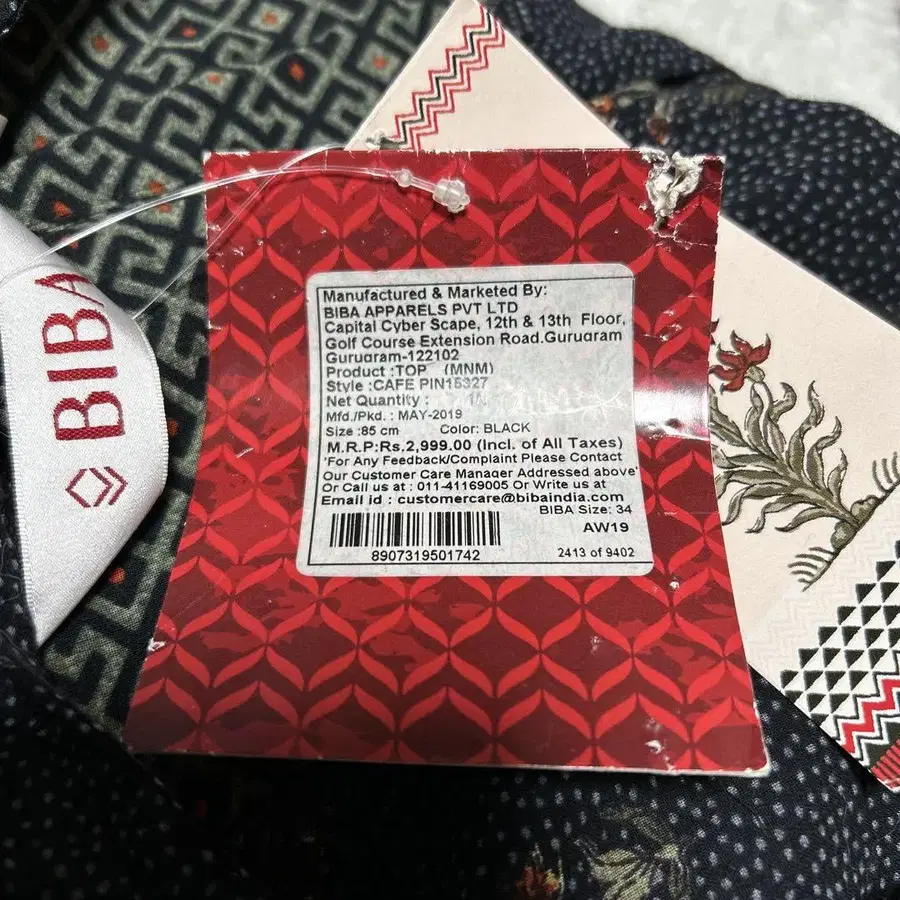 BIBA
Manufactured & Marketed By:
BIBA APPARELS PVT LTD
Capital Cyber Scape, 12th & 13th Floor,
Golf Course Extension Road.Gurugram
Gurugram-122102
Product :TOP (MNM)
Style :CAFE PIN15327
Net Quantity : 1N
Mfd./Pkd. : MAY-2019
Size :85 cm Color: BLACK
M.R.P:Rs.2,999.00 (Incl. of All Taxes)
'For Any Feedback/Complaint Please Contact
Our Customer Care Manager Addressed above'
Or Call us at : 011-41169005 Or Write us at
Email id : customercare@bibaindia.com
BIBA Size: 34
AW19
8907319501742 2413 of 9402